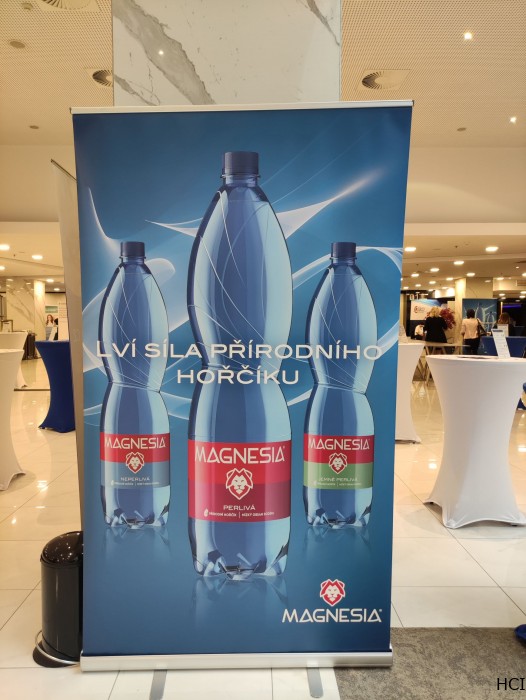 LVÍ SÍLA PŘÍRODNÍHO
HOŘČÍKU
MAGNESIA®
NEPERLIVÁ
MAGNESIA®
PERLIVÁ
MAGNESIA®
JEMNĚ PERLIVÁ
MAGNESIA®
HCI